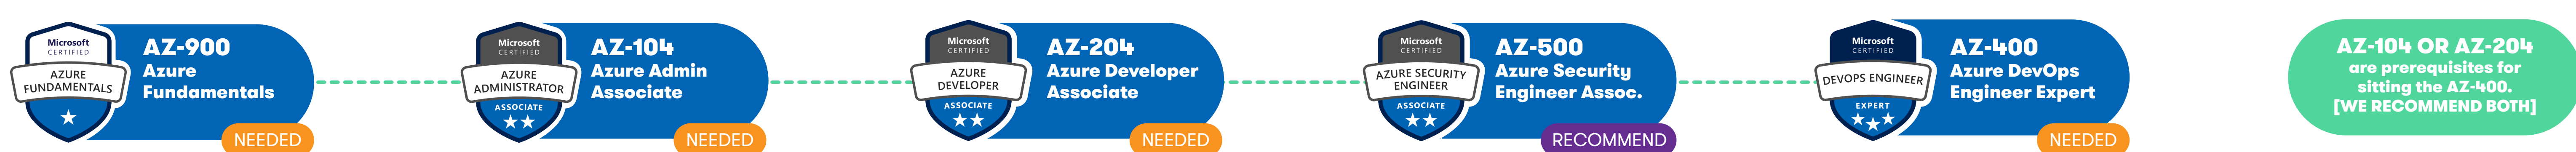 Microsoft
CERTIFIED
AZURE
FUNDAMENTALS
AZ-900
Azure
Fundamentals
NEEDED
Microsoft
CERTIFIED
AZURE
ADMINISTRATOR
ASSOCIATE
AZ-104
Azure Admin
Associate
NEEDED
Microsoft
CERTIFIED
AZURE
DEVELOPER
ASSOCIATE
AZ-204
Azure Developer
Associate
NEEDED
Microsoft
CERTIFIED
AZURE SECURITY
ENGINEER
ASSOCIATE
AZ-500
Azure Security
Engineer Assoc.
RECOMMEND
Microsoft
CERTIFIED
DEVOPS ENGINEER
EXPERT
AZ-400
Azure DevOps
Engineer Expert
NEEDED
AZ-104 OR AZ-204
are prerequisites for
sitting the AZ-400.
[WE RECOMMEND BOTH]